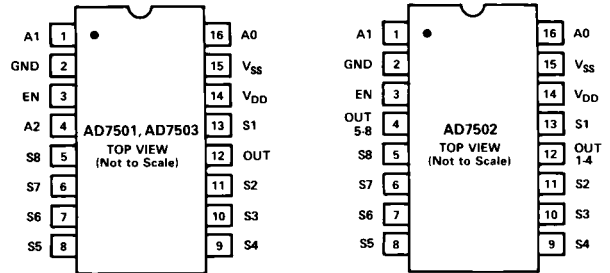 A1 1 16 A0
GND 2 15 VSS
EN 3 14 VDD
A2 4 13 S1
AD7501, AD7503
TOP VIEW
(Not to Scale)
S8 5 12 OUT
S7 6 11 S2
S6 7 10 S3
S5 8 9 S4
A1 1 16 A0
GND 2 15 VSS
EN 3 14 VDD
OUT
5-8 4 13 S1
AD7502
TOP VIEW
(Not to Scale)
S8 5 12 OUT
1-4
S7 6 11 S2
S6 7 10 S3
S5 8 9 S4